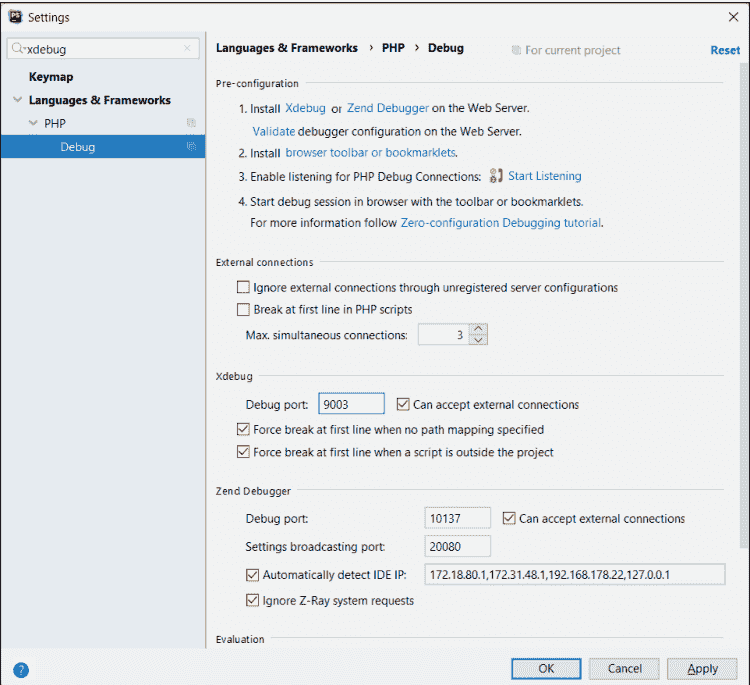 PS Settings
xdebug
Keymap
Languages & Frameworks
PHP
Debug
Languages & Frameworks › PHP › Debug
For current project
Reset
Pre-configuration
1. Install Xdebug or Zend Debugger on the Web Server.
Validate debugger configuration on the Web Server.
2. Install browser toolbar or bookmarklets.
3. Enable listening for PHP Debug Connections: Start Listening
4. Start debug session in browser with the toolbar or bookmarklets.
For more information follow Zero-configuration Debugging tutorial.
External connections
Ignore external connections through unregistered server configurations
Break at first line in PHP scripts
Max. simultaneous connections: 3
Xdebug
Debug port: 9003 Can accept external connections
Force break at first line when no path mapping specified
Force break at first line when a script is outside the project
Zend Debugger
Debug port: 10137 Can accept external connections
Settings broadcasting port: 20080
Automatically detect IDE IP: 172.18.80.1,172.31.48.1,192.168.178.22,127.0.0.1
Ignore Z-Ray system requests
Evaluation
?
OK
Cancel
Apply